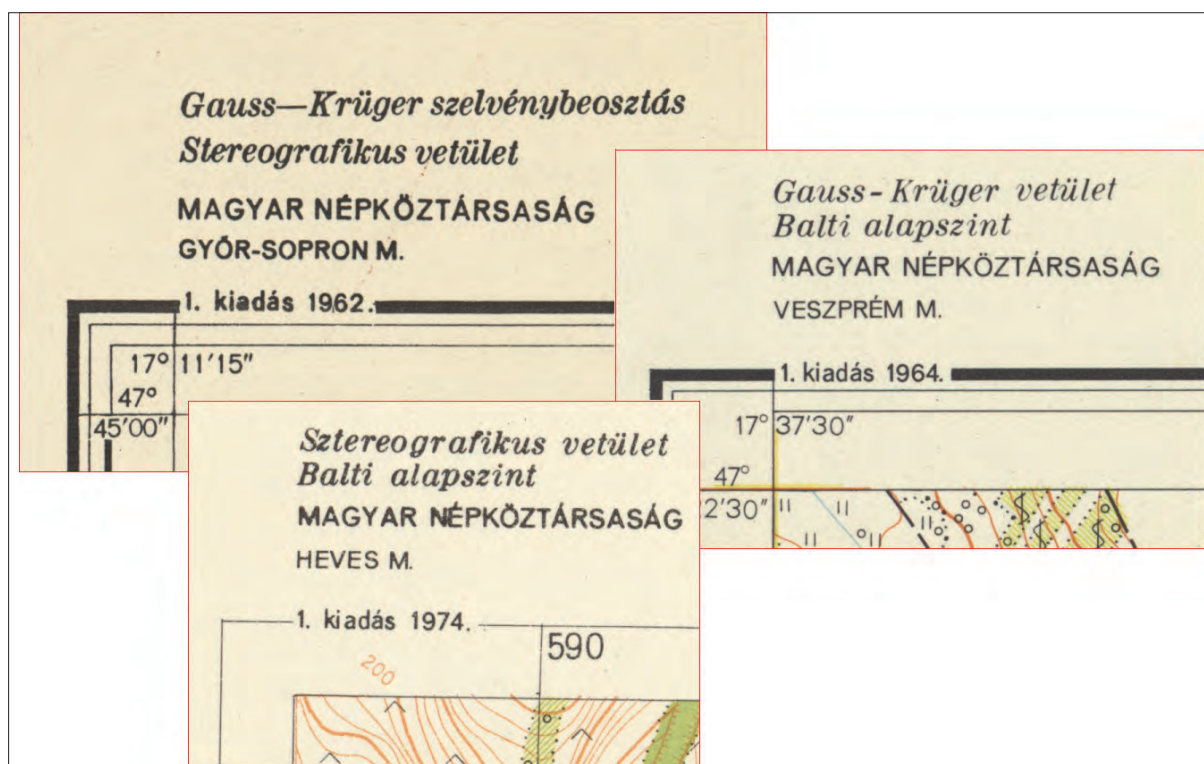 Gauss—Krüger szelvénybeosztás
Stereografikus vetület
MAGYAR NÉPKÖZTÁRSASÁG
GYŐR-SOPRON M.
1. kiadás 1962.
17° 11'15"
47°
45'00"
Gauss-Krüger vetület
Balti alapszint
MAGYAR NÉPKÖZTÁRSASÁG
VESZPRÉM M.
1. kiadás 1964.
17° 37'30"
47°
2'30"
Sztereografikus vetület
Balti alapszint
MAGYAR NÉPKÖZTÁRSASÁG
HEVES M.
1. kiadás 1974.
590
200